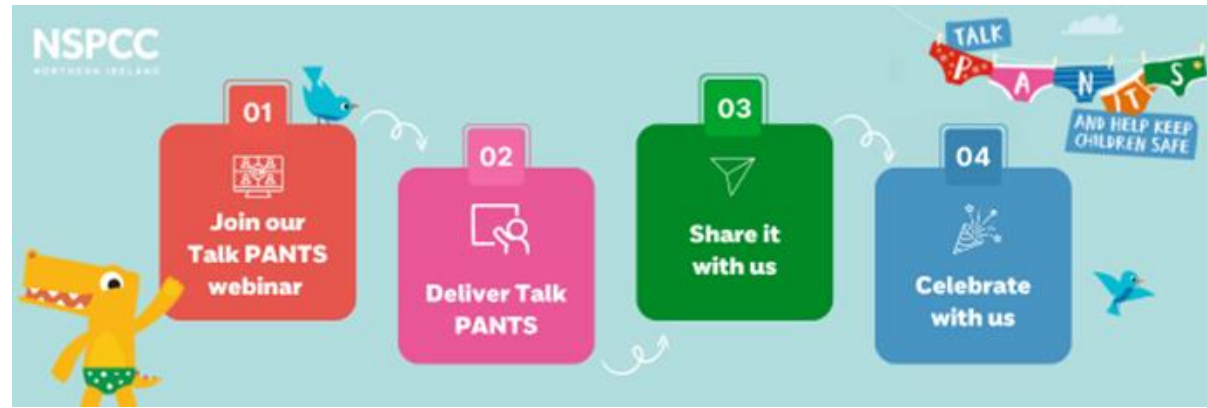 NSPCC
NORTHERN IRELAND
01
Join our
Talk PANTS
webinar
02
Deliver Talk
PANTS
03
Share it
with us
04
Celebrate
with us
TALK
PANTS
AND HELP KEEP
CHILDREN SAFE